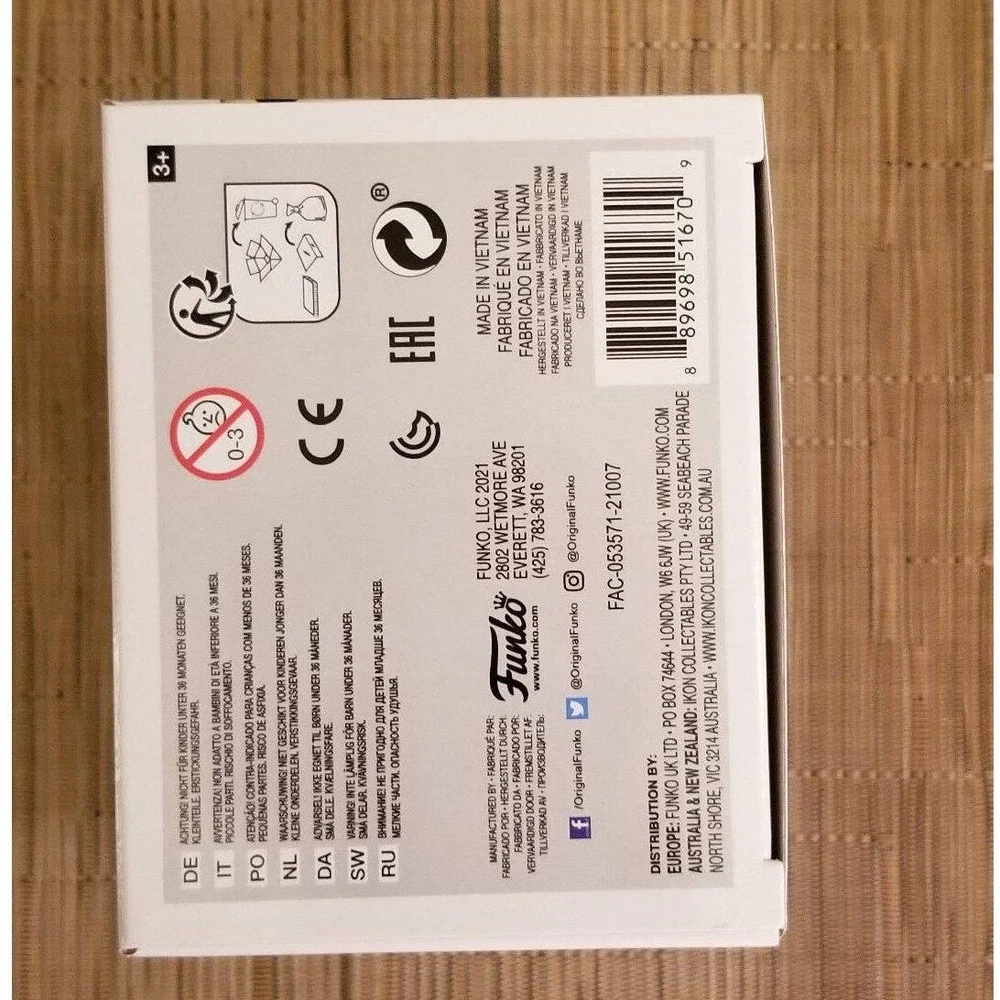 DE
ACHTUNG! NICHT FÜR KINDER UNTER 36 MONATEN GEEIGNET.
KLEINTEILE. ERSTICKUNGSGEFAHR.
IT
AVVERTENZA! NON ADATTO A BAMBINI DI ETÀ INFERIORE A 36 MESI.
PICCOLE PARTI. RISCHIO DI SOFFOCAMENTO.
PO
ATENÇÃO! CONTRA-INDICADO PARA CRIANÇAS COM MENOS DE 36 MESES.
PEQUENAS PARTES. RISCO DE ASFIXIA.
NL
WAARSCHUWING! NIET GESCHIKT VOOR KINDEREN JONGER DAN 36 MAANDEN.
KLEINE ONDERDELEN. VERSTIKKINGSGEVAAR.
DA
ADVARSEL! IKKE EGNET TIL BØRN UNDER 36 MÅNEDER.
SMÅ DELE. KVÆLNINGSFARE.
SW
VARNING! INTE LÄMPLIG FÖR BARN UNDER 36 MÅNADER.
SMÅ DELAR. KVÄVNINGSRISK.
RU
ВНИМАНИЕ! НЕ ПРИГОДНО ДЛЯ ДЕТЕЙ МЛАДШЕ 36 МЕСЯЦЕВ.
МЕЛКИЕ ЧАСТИ. ОПАСНОСТЬ УДУШЬЯ.
0-3
3+
CE
EAC
®
MANUFACTURED BY • FABRIQUÉ PAR:
FABRICADO POR • HERGESTELLT DURCH:
FABBRICATO DA • FABRICADO POR:
VERVAARDIGD DOOR • FREMSTILLET AF:
TILLVERKAD AV • ПРОИЗВОДИТЕЛЬ:
Funko
www.funko.com
FUNKO, LLC 2021
2802 WETMORE AVE
EVERETT, WA 98201
(425) 783-3616
/OriginalFunko @OriginalFunko @OriginalFunko
FAC-053571-21007
MADE IN VIETNAM
FABRIQUÉ EN VIETNAM
FABRICADO EN VIETNAM
HERGESTELLT IN VIETNAM • FABBRICATO IN VIETNAM
FABRICADO NA VIETNAM • VERVAARDIGD IN VIETNAM
PRODUCERET I VIETNAM • TILLVERKAD I VIETNAM
СДЕЛАНО ВО ВЬЕТНАМЕ
DISTRIBUTION BY:
EUROPE: FUNKO UK LTD • PO BOX 74644 • LONDON, W6 6JW (UK) • WWW.FUNKO.COM
AUSTRALIA & NEW ZEALAND: IKON COLLECTABLES PTY LTD • 49-59 SEABEACH PARADE
NORTH SHORE, VIC 3214 AUSTRALIA • WWW.IKONCOLLECTABLES.COM.AU
8 89698 51670 9